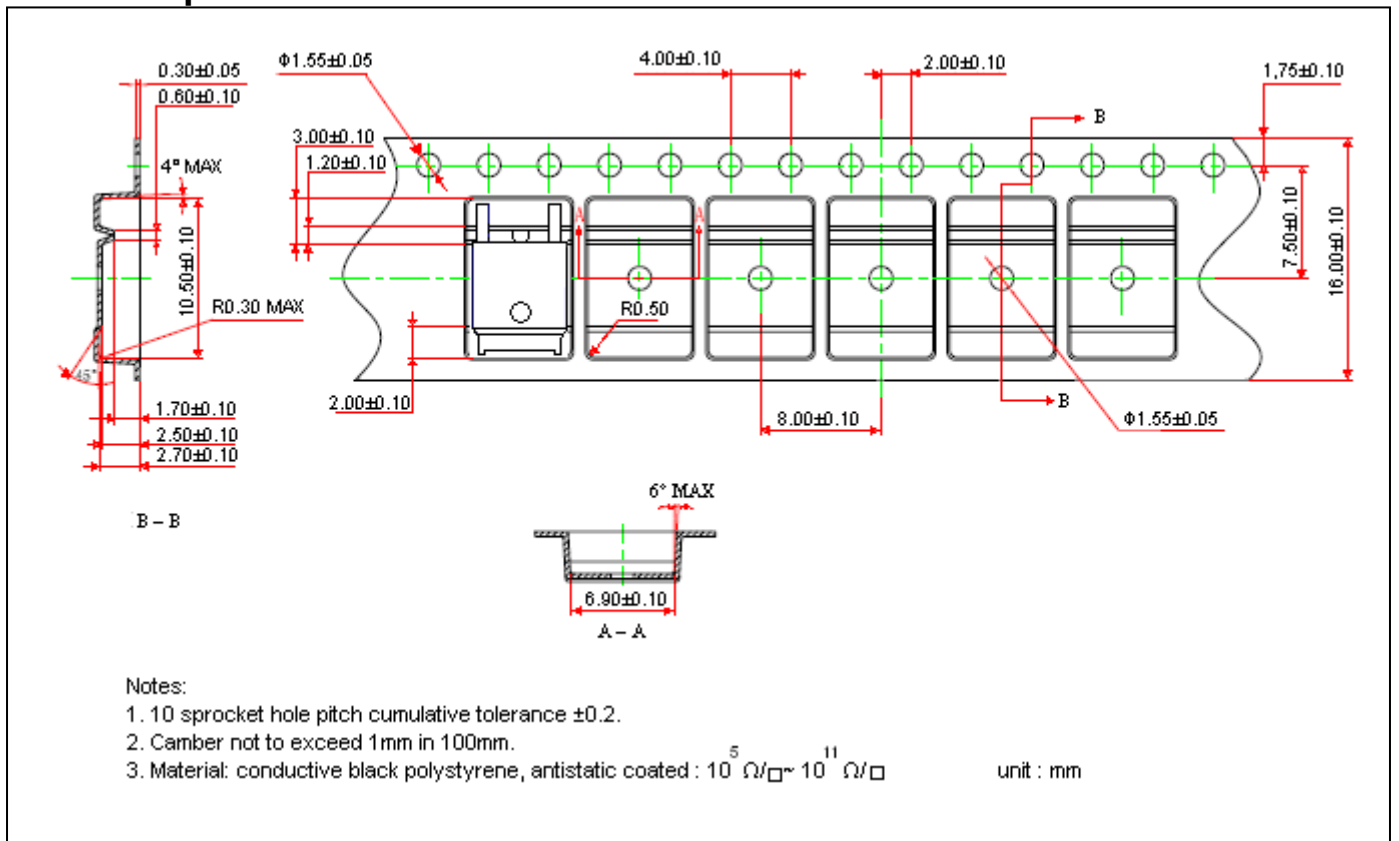 0.30±0.05
0.60±0.10
Φ1.55±0.05
4.00±0.10
2.00±0.10
1,75±0.10
3.00±0.10
1.20±0.10
4° MAX
B
A
A
10.50±0.10
7.50±0.10
16.00±0.10
R0.30 MAX
R0.50
45°
2.00±0.10
1.70±0.10
2.50±0.10
2.70±0.10
8.00±0.10
B
Φ1.55±0.05
B – B
6° MAX
6.90±0.10
A – A
Notes:
1. 10 sprocket hole pitch cumulative tolerance ±0.2.
2. Camber not to exceed 1mm in 100mm.
3. Material: conductive black polystyrene, antistatic coated : 10⁵ Ω/□~ 10¹¹ Ω/□ unit : mm